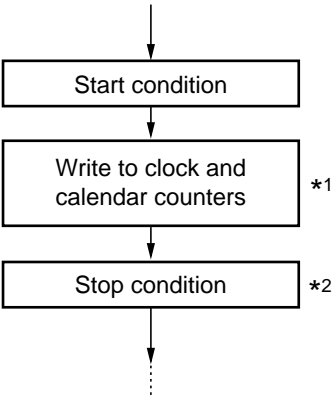 Start condition
Write to clock and
calendar counters
*1
Stop condition
*2